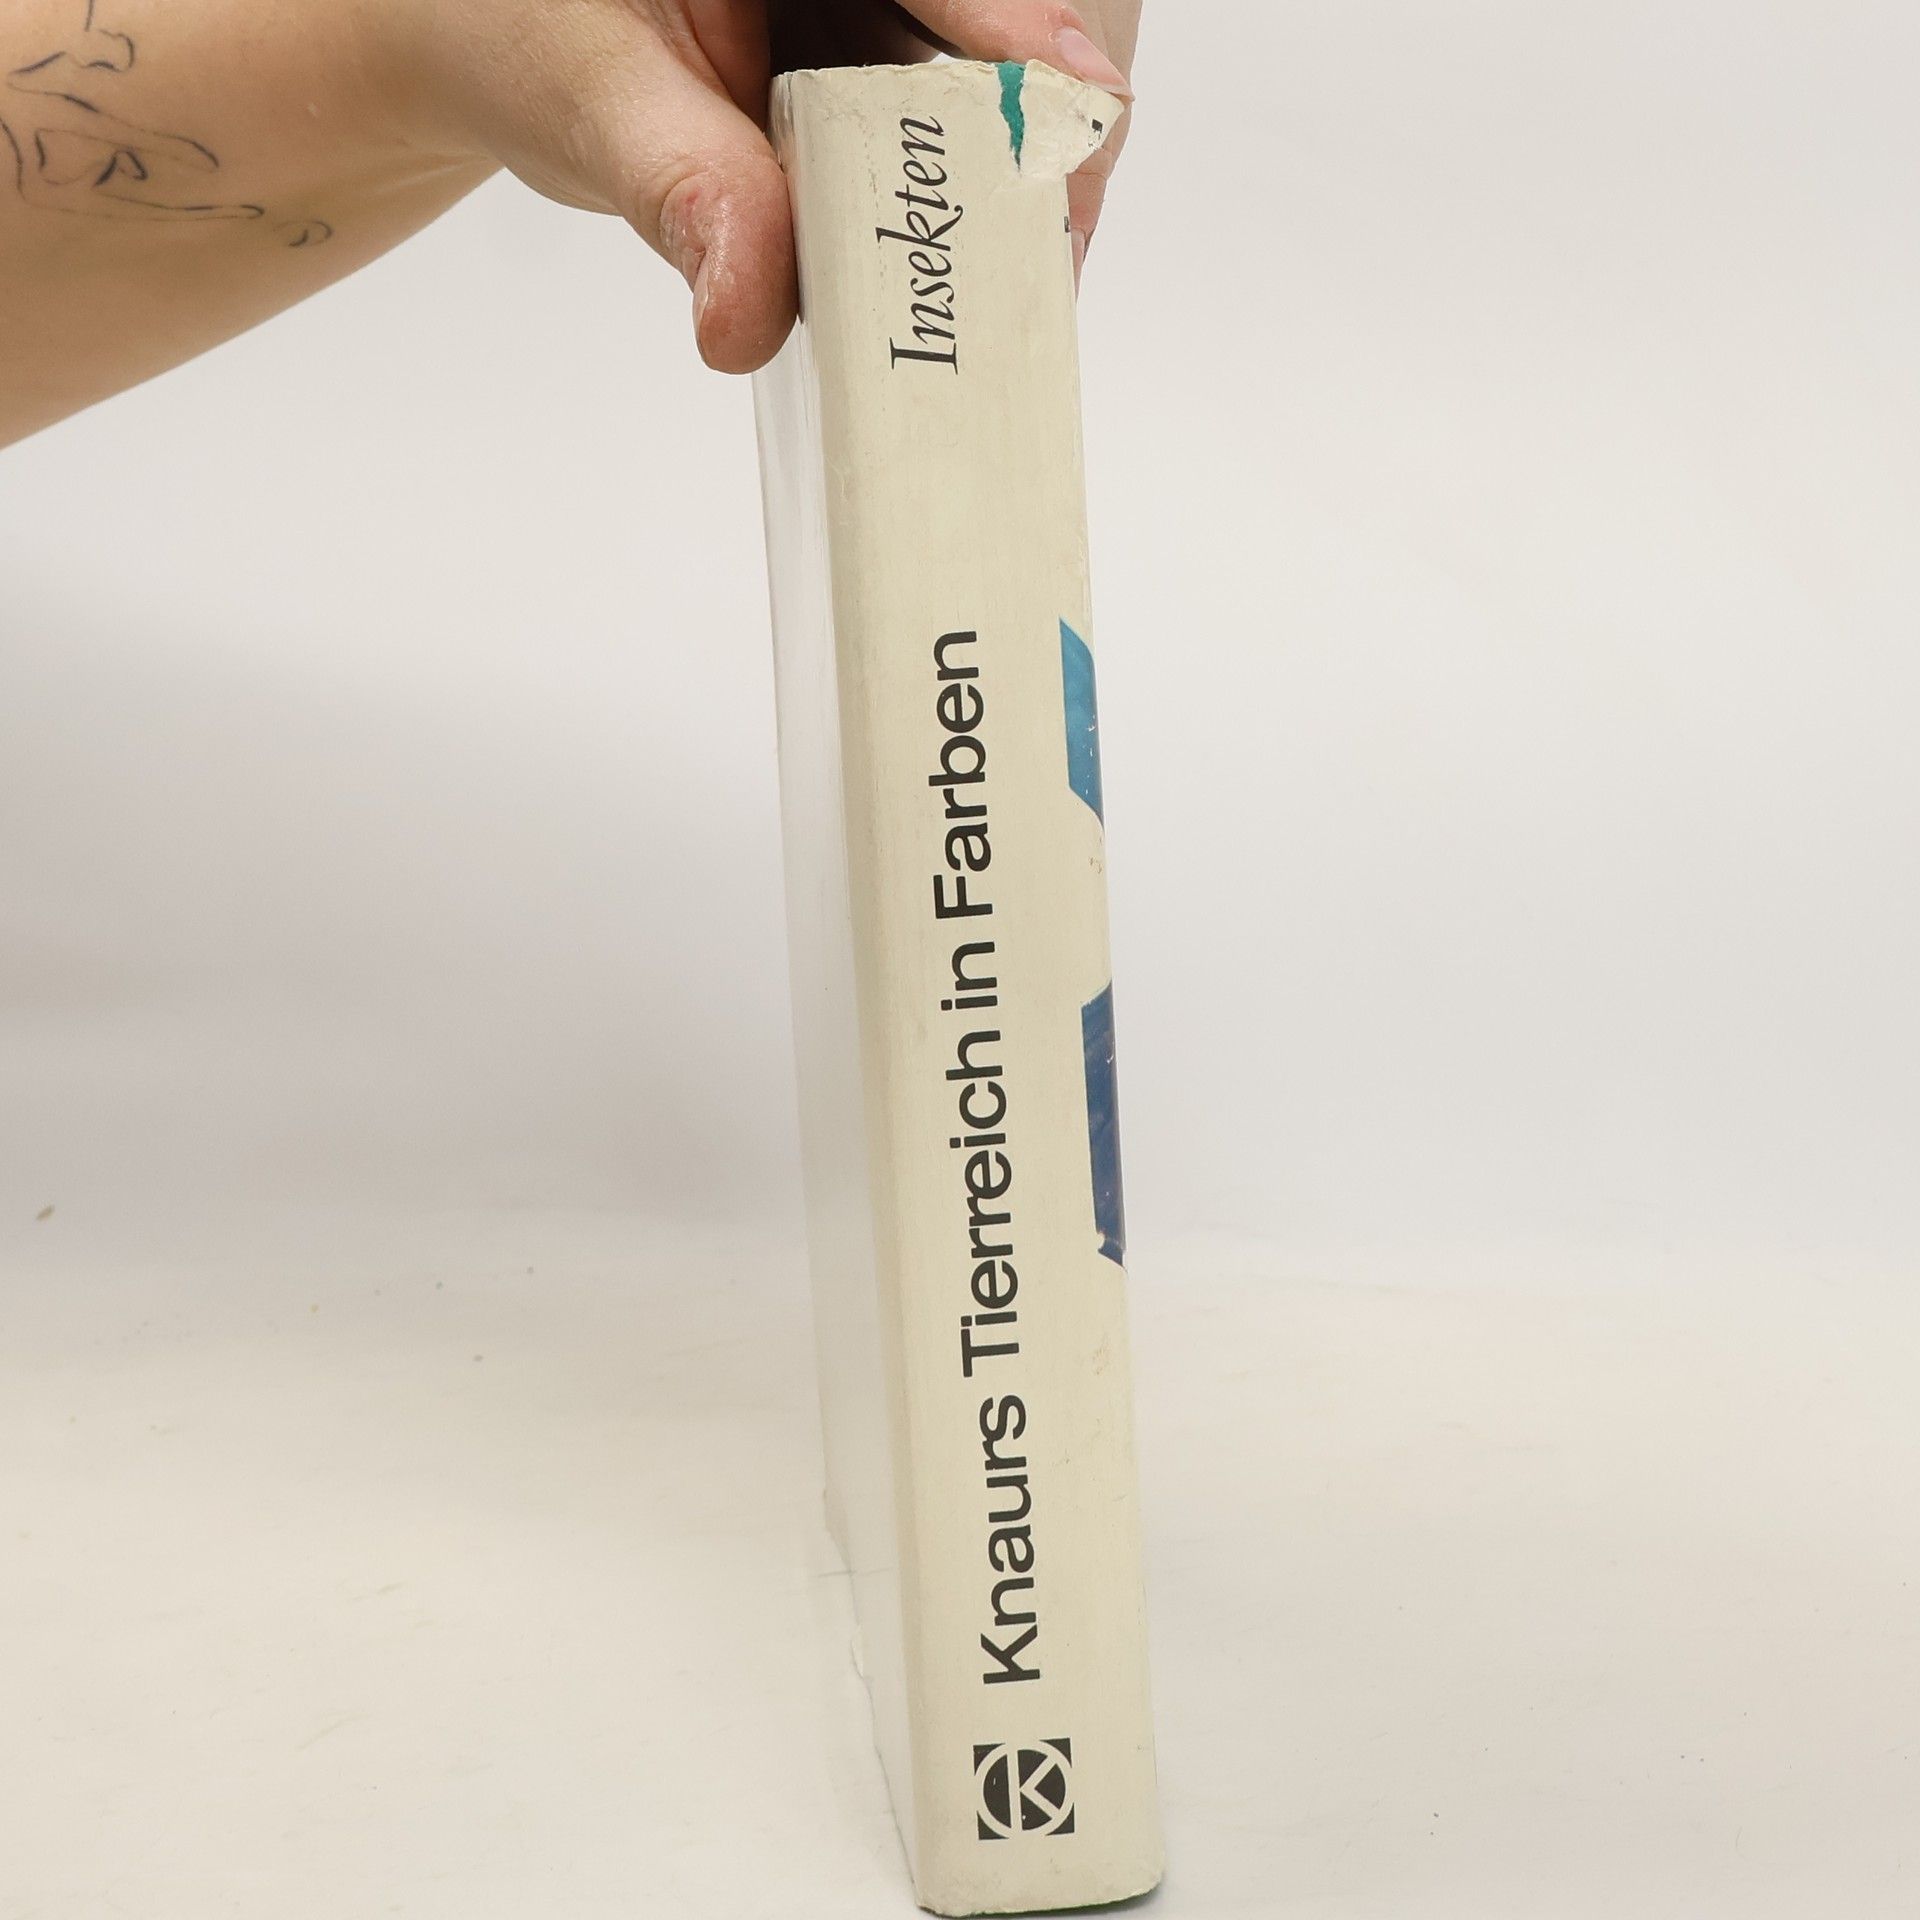 Insekten
Knaurs Tierreich in Farben
K